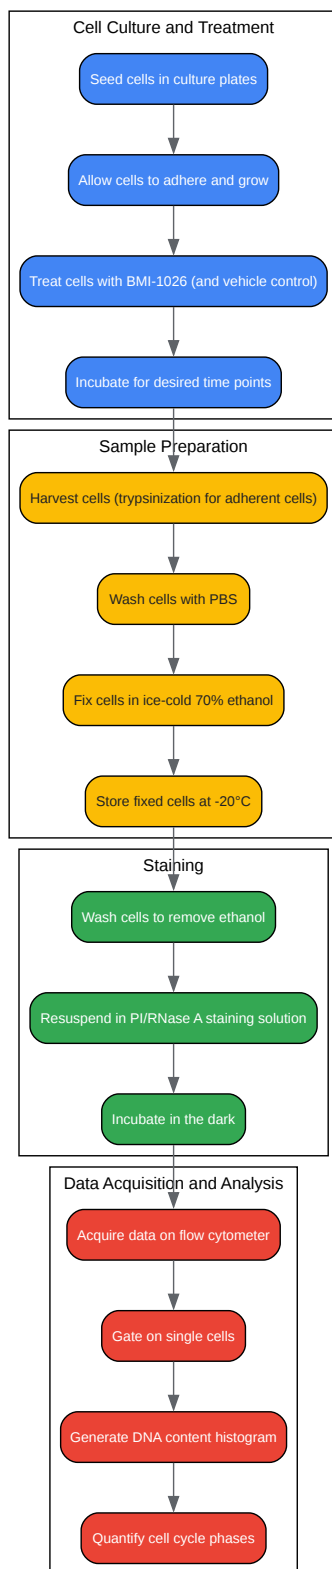 Cell Culture and Treatment
Seed cells in culture plates
Allow cells to adhere and grow
Treat cells with BMI-1026 (and vehicle control)
Incubate for desired time points
Sample Preparation
Harvest cells (trypsinization for adherent cells)
Wash cells with PBS
Fix cells in ice-cold 70% ethanol
Store fixed cells at -20°C
Staining
Wash cells to remove ethanol
Resuspend in PI/RNase A staining solution
Incubate in the dark
Data Acquisition and Analysis
Acquire data on flow cytometer
Gate on single cells
Generate DNA content histogram
Quantify cell cycle phases